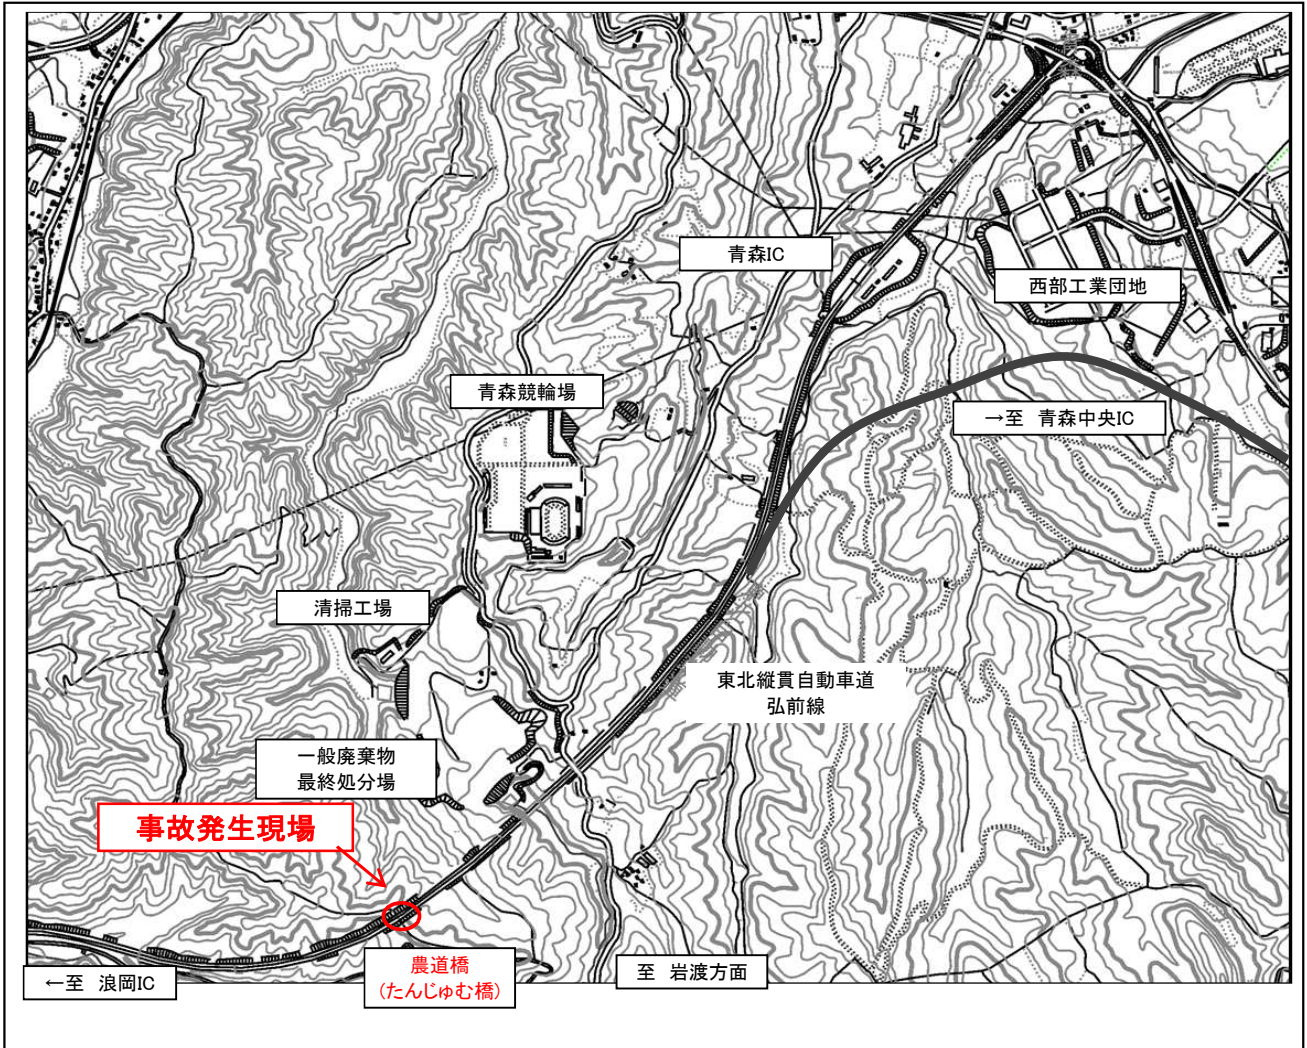 青森IC
西部工業団地
青森競輪場
→至 青森中央IC
清掃工場
東北縦貫自動車道
弘前線
一般廃棄物
最終処分場
事故発生現場
農道橋
(たんじゅむ橋)
至 岩渡方面
←至 浪岡IC